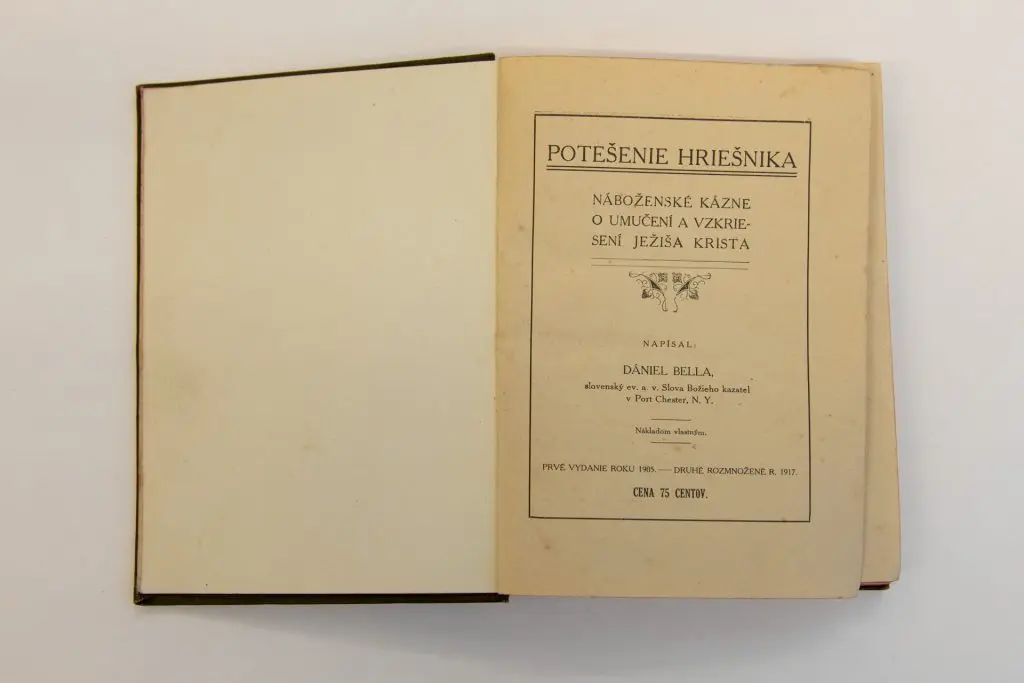 POTEŠENIE HRIEŠNIKA
NÁBOŽENSKÉ KÁZNE
O UMUČENÍ A VZKRIE-
SENÍ JEŽIŠA KRISTA
NAPÍSAL:
DÁNIEL BELLA,
slovenský ev. a. v. Slova Božieho kazatel
v Port Chester, N. Y.
Nákladom vlastným.
PRVÉ VYDANIE ROKU 1905. — DRUHÉ, ROZMNOŽENÉ, R. 1917.
CENA 75 CENTOV.